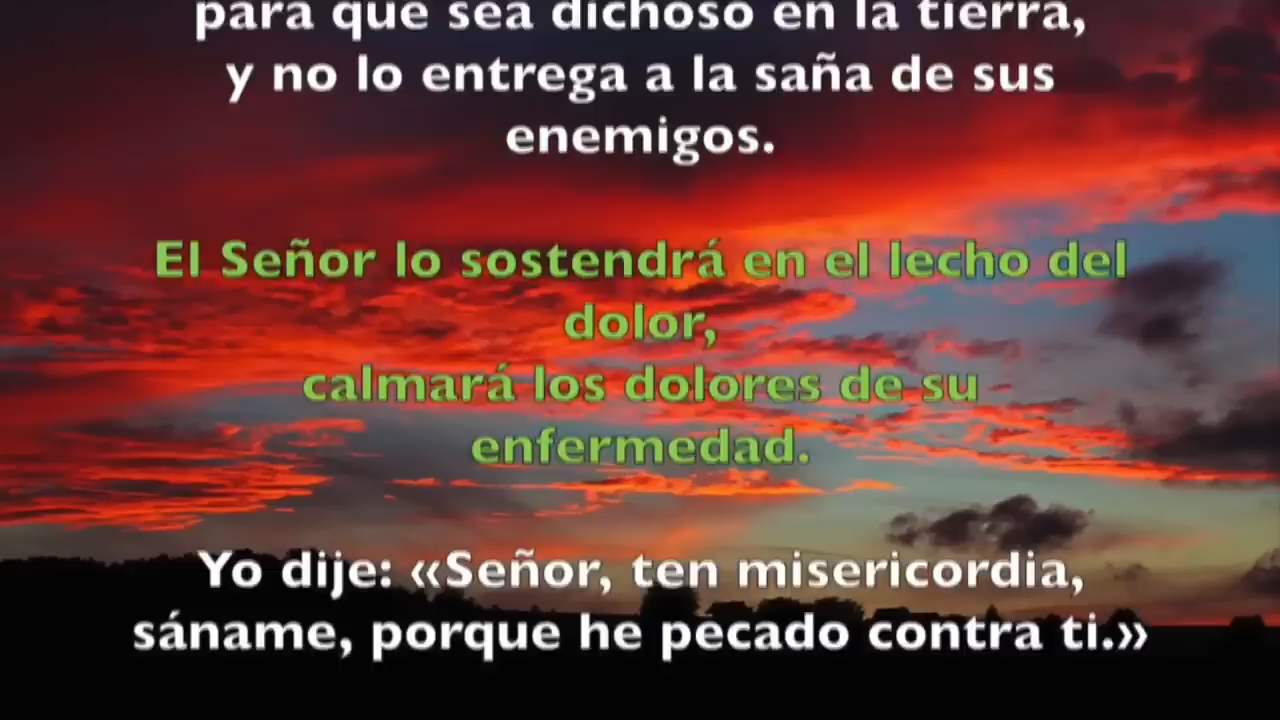 para que sea dichoso en la tierra,
y no lo entrega a la saña de sus
enemigos.
El Señor lo sostendrá en el lecho del
dolor,
calmará los dolores de su
enfermedad.
Yo dije: «Señor, ten misericordia,
sáname, porque he pecado contra ti.»